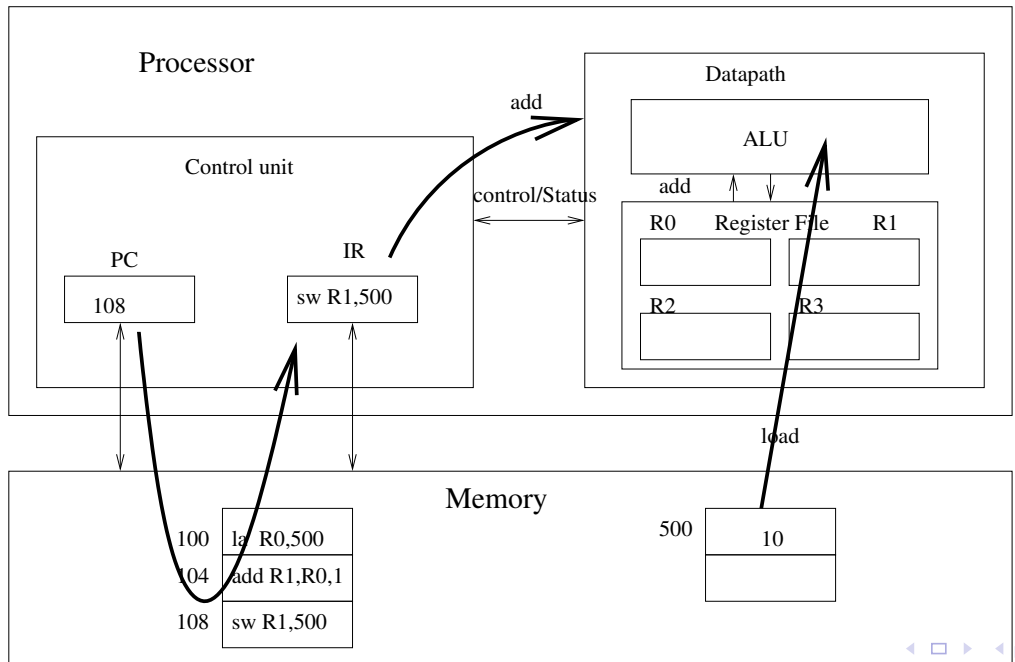 Processor
Datapath
add
ALU
Control unit
add
control/Status
R0 Register File R1
PC
IR
108
sw R1,500
R2
R3
load
Memory
100 la R0,500
500 10
104 add R1,R0,1
108 sw R1,500